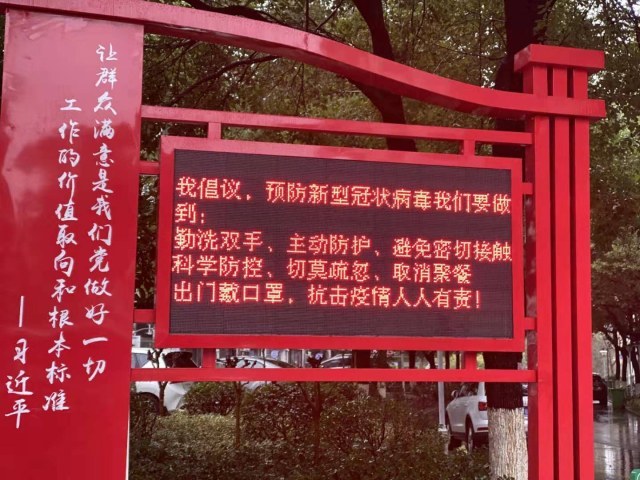 让群众满意是我们党做好一切
工作的价值取向和根本标准
—习近平
我倡议，预防新型冠状病毒我们要做
到：
勤洗双手、主动防护、避免密切接触
科学防控、切莫疏忽、取消聚餐
出门戴口罩，抗击疫情人人有责！